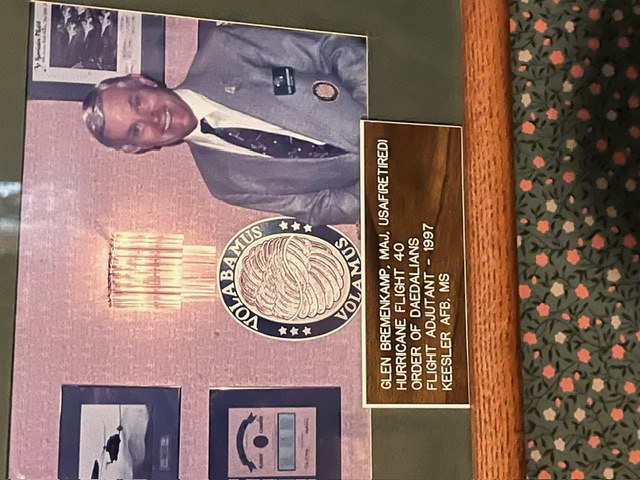 Hurricane Flight
VOLABAMUS
VOLAMUS
GLEN BREMENKAMP, MAJ, USAF(RETIRED)
HURRICANE FLIGHT 40
ORDER OF DAEDALIANS
FLIGHT ADJUTANT - 1997
KEESLER AFB, MS